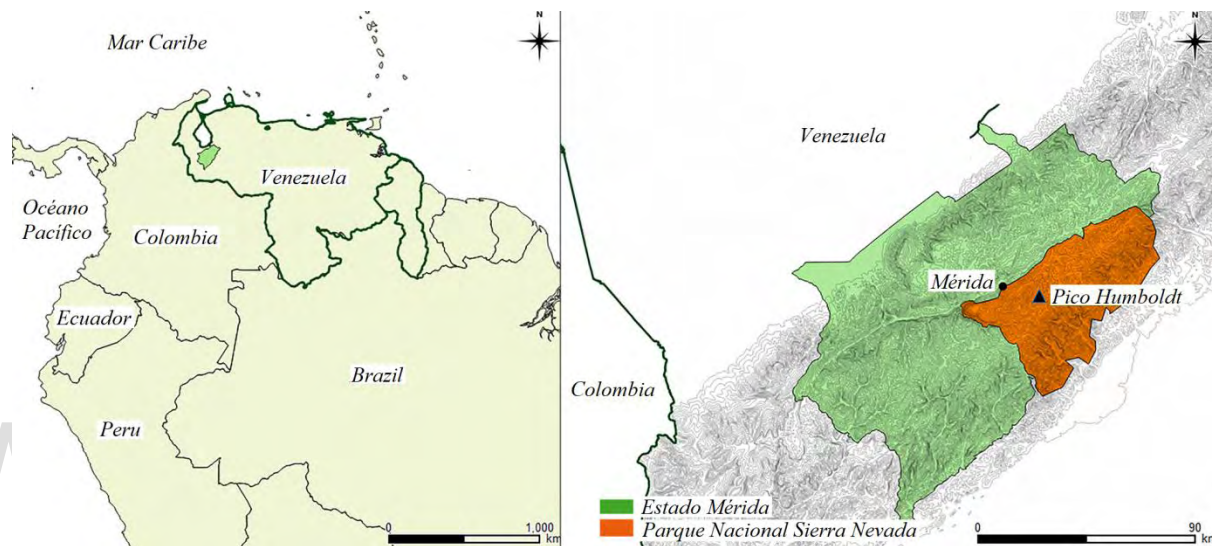 N
Mar Caribe
Venezuela
Océano
Pacífico
Colombia
Ecuador
Brazil
Peru
0 1,000
km
N
Venezuela
Mérida
Pico Humboldt
Colombia
Estado Mérida
Parque Nacional Sierra Nevada
0 90
km